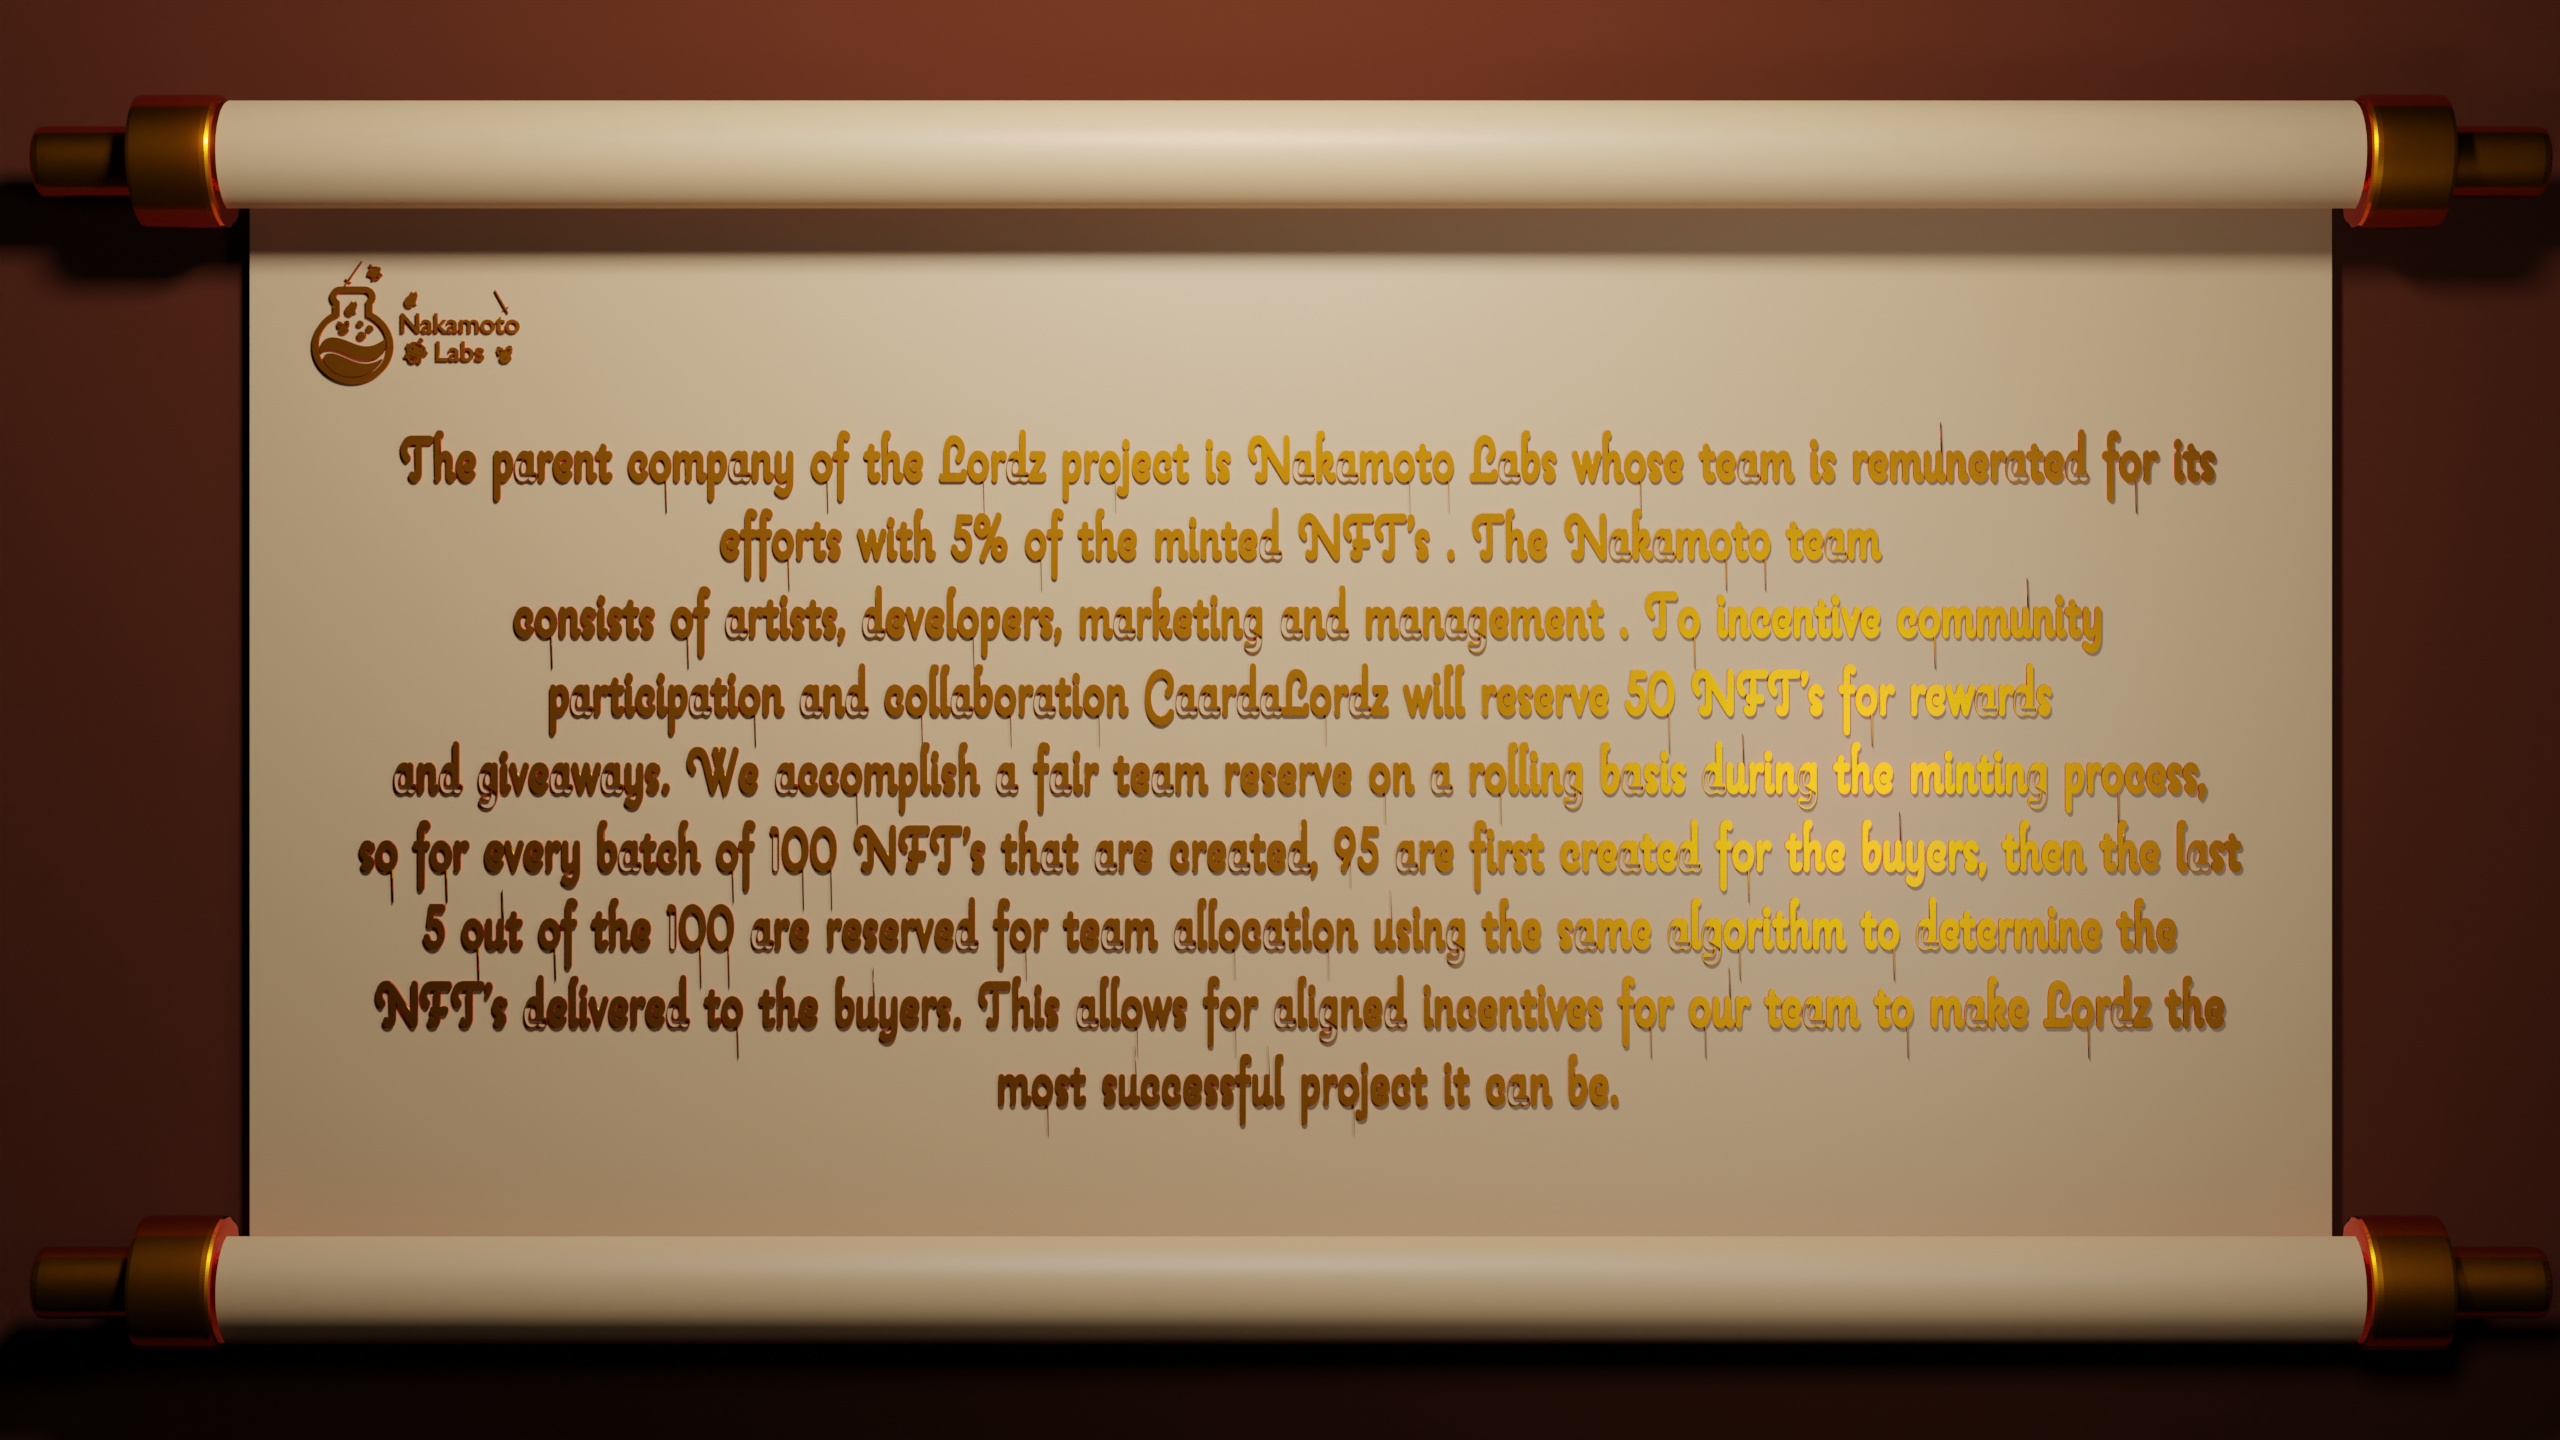 Nakamoto
Labs
The parent company of the Lordz project is Nakamoto Labs whose team is remunerated for its
efforts with 5% of the minted NFT's . The Nakamoto team
consists of artists, developers, marketing and management . To incentive community
participation and collaboration CaardaLordz will reserve 50 NFT's for rewards
and giveaways. We accomplish a fair team reserve on a rolling basis during the minting process,
so for every batch of 100 NFT's that are created, 95 are first created for the buyers, then the last
5 out of the 100 are reserved for team allocation using the same algorithm to determine the
NFT's delivered to the buyers. This allows for aligned incentives for our team to make Lordz the
most successful project it can be.